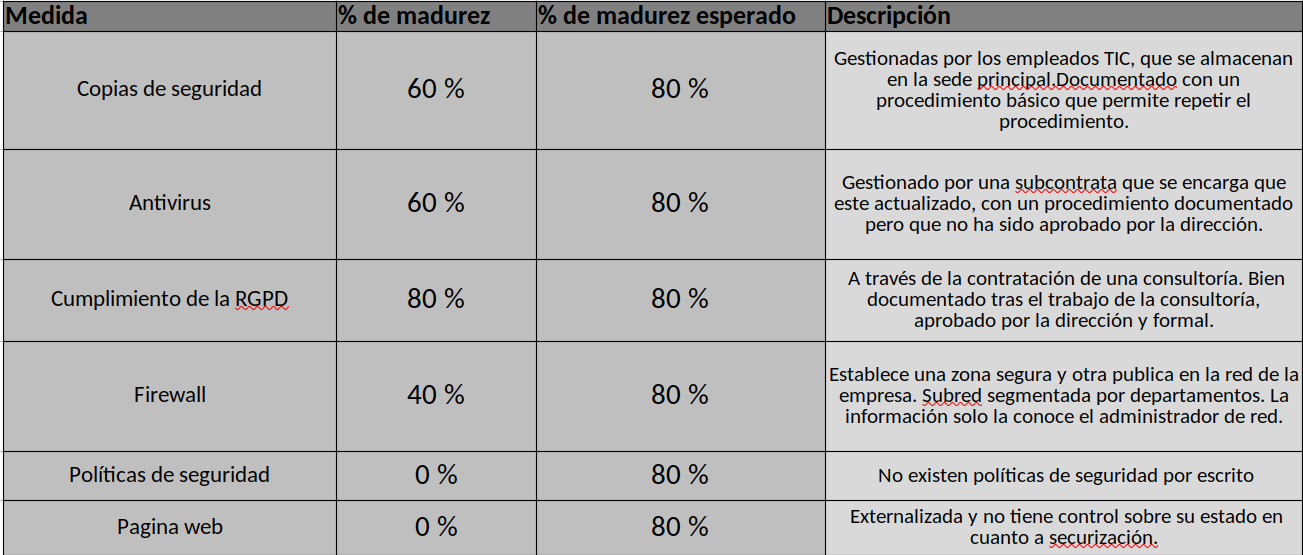 Medida % de madurez % de madurez esperado Descripción
Copias de seguridad 60 % 80 % Gestionadas por los empleados TIC, que se almacenan
en la sede principal.Documentado con un
procedimiento básico que permite repetir el
procedimiento.
Antivirus 60 % 80 % Gestionado por una subcontrata que se encarga que
este actualizado, con un procedimiento documentado
pero que no ha sido aprobado por la dirección.
Cumplimiento de la RGPD 80 % 80 % A través de la contratación de una consultoría. Bien
documentado tras el trabajo de la consultoría,
aprobado por la dirección y formal.
Firewall 40 % 80 % Establece una zona segura y otra publica en la red de la
empresa. Subred segmentada por departamentos. La
información solo la conoce el administrador de red.
Políticas de seguridad 0 % 80 % No existen políticas de seguridad por escrito
Pagina web 0 % 80 % Externalizada y no tiene control sobre su estado en
cuanto a securización.